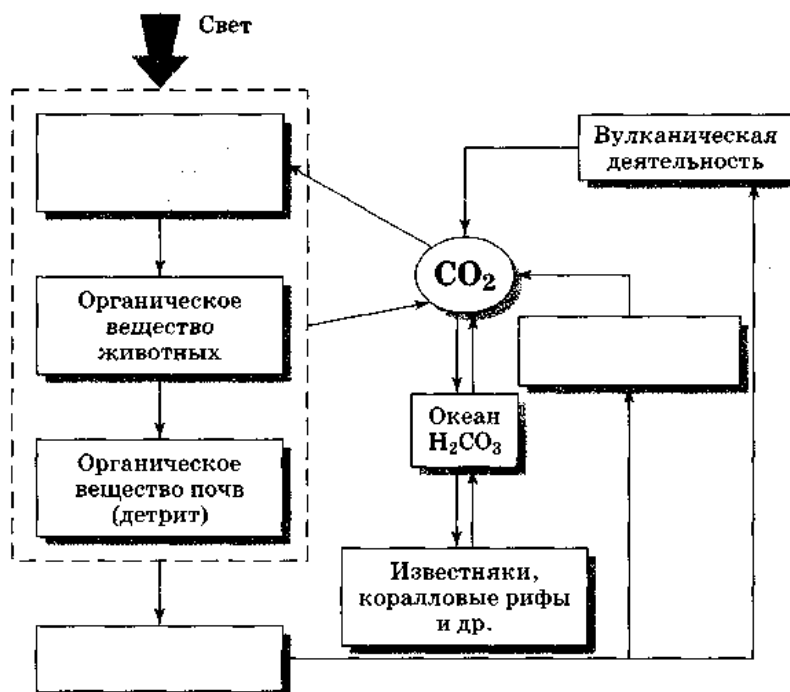 Свет
Вулканическая
деятельность
CO₂
Органическое
вещество
животных
Океан
H₂CO₃
Органическое
вещество почв
(детрит)
Известняки,
коралловые рифы
и др.